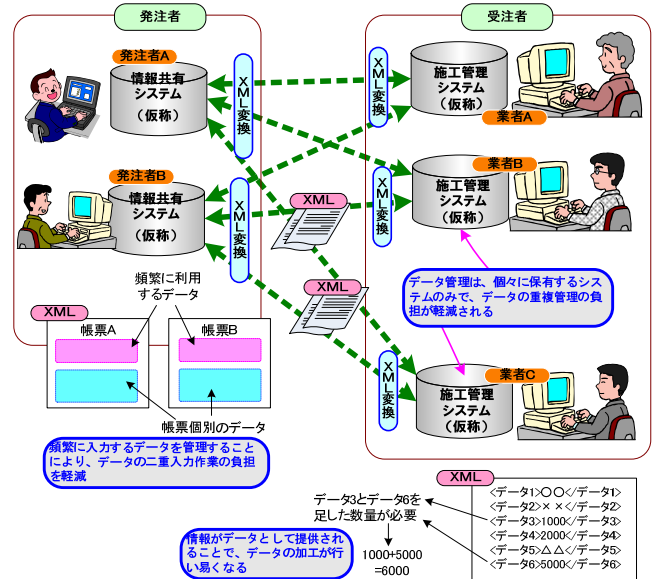 発注者
受注者
発注者A
情報共有
システム
（仮称）
XML変換
XML変換
施工管理
システム
（仮称）
業者A
発注者B
情報共有
システム
（仮称）
XML変換
XML
XML変換
業者B
施工管理
システム
（仮称）
頻繁に利用
するデータ
XML
データ管理は、個々に保有するシス
テムのみで、データの重複管理の負
担が軽減される
XML
帳票A
帳票B
帳票個別のデータ
XML変換
業者C
施工管理
システム
（仮称）
頻繁に入力するデータを管理すること
により、データの二重入力作業の負担
を軽減
XML
データ3とデータ6を
足した数量が必要
1000+5000
=6000
<データ1>○○</データ1>
<データ2>××</データ2>
<データ3>1000</データ3>
<データ4>2000</データ4>
<データ5>△△</データ5>
<データ6>5000</データ6>
情報がデータとして提供され
ることで、データの加工が行
い易くなる